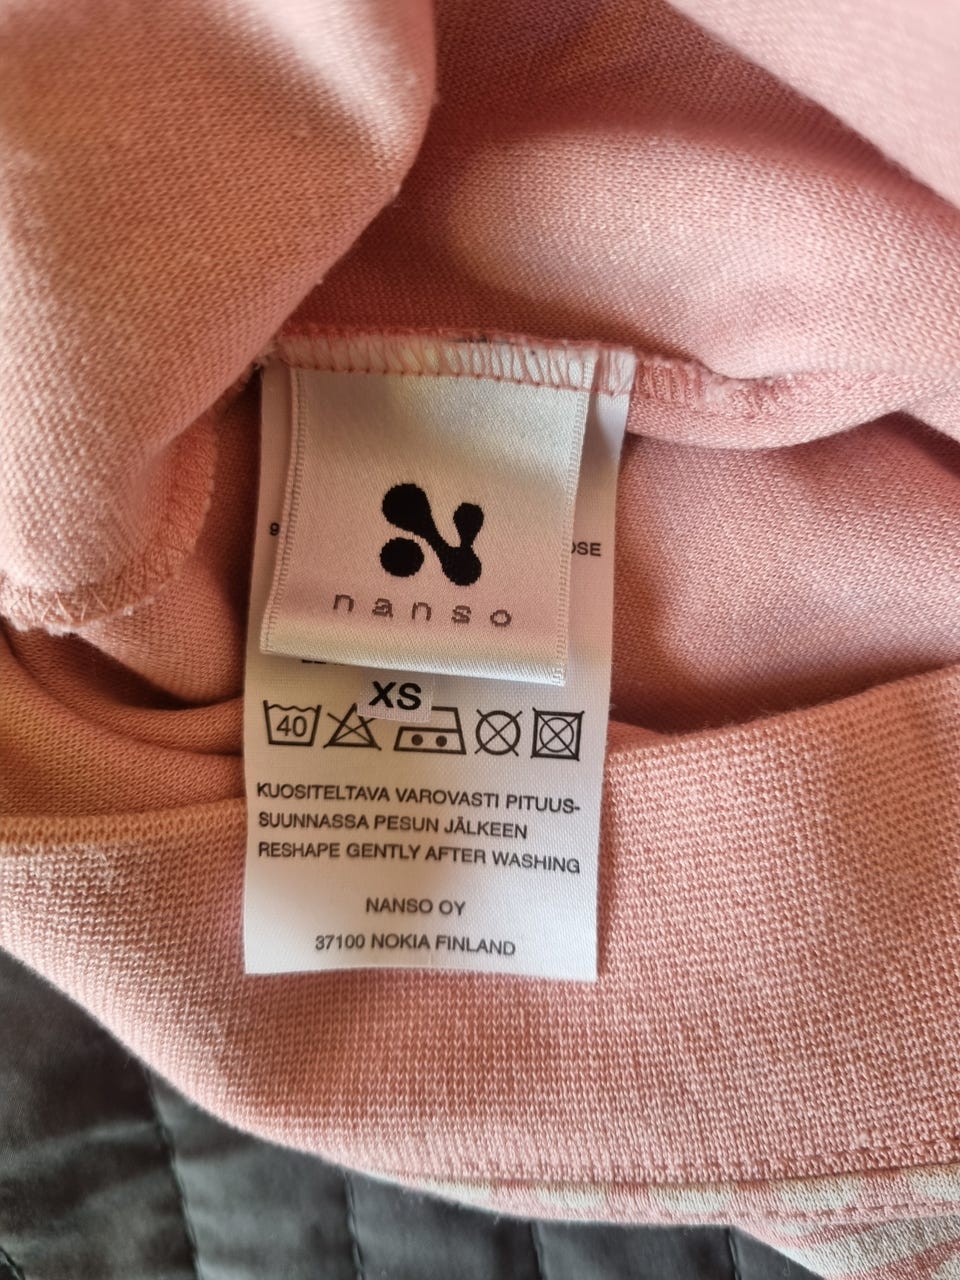 nanso
XS
40
KUOSITELTAVA VAROVASTI PITUUS-
SUUNNASSA PESUN JÄLKEEN
RESHAPE GENTLY AFTER WASHING
NANSO OY
37100 NOKIA FINLAND